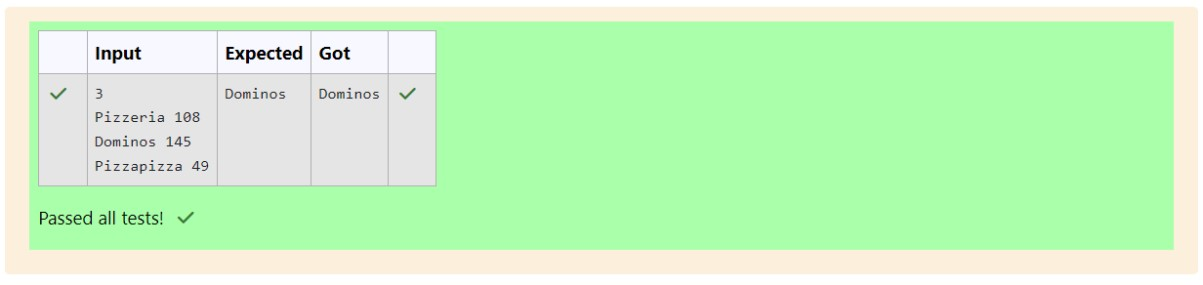 Input Expected Got
3 Dominos Dominos
Pizzeria 108
Dominos 145
Pizzapizza 49
Passed all tests!